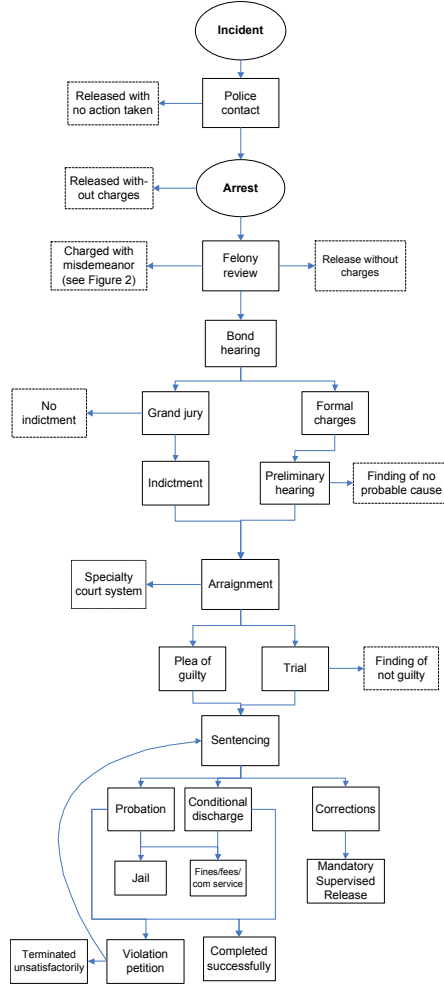 Incident
Released with
no action taken
Police
contact
Released with-
out charges
Arrest
Charged with
misdemeanor
(see Figure 2)
Felony
review
Release without
charges
Bond
hearing
No
indictment
Grand jury
Formal
charges
Indictment
Preliminary
hearing
Finding of no
probable cause
Specialty
court system
Arraignment
Plea of
guilty
Trial
Finding of
not guilty
Sentencing
Probation
Conditional
discharge
Corrections
Jail
Fines/fees/
com service
Mandatory
Supervised
Release
Terminated
unsatisfactorily
Violation
petition
Completed
successfully